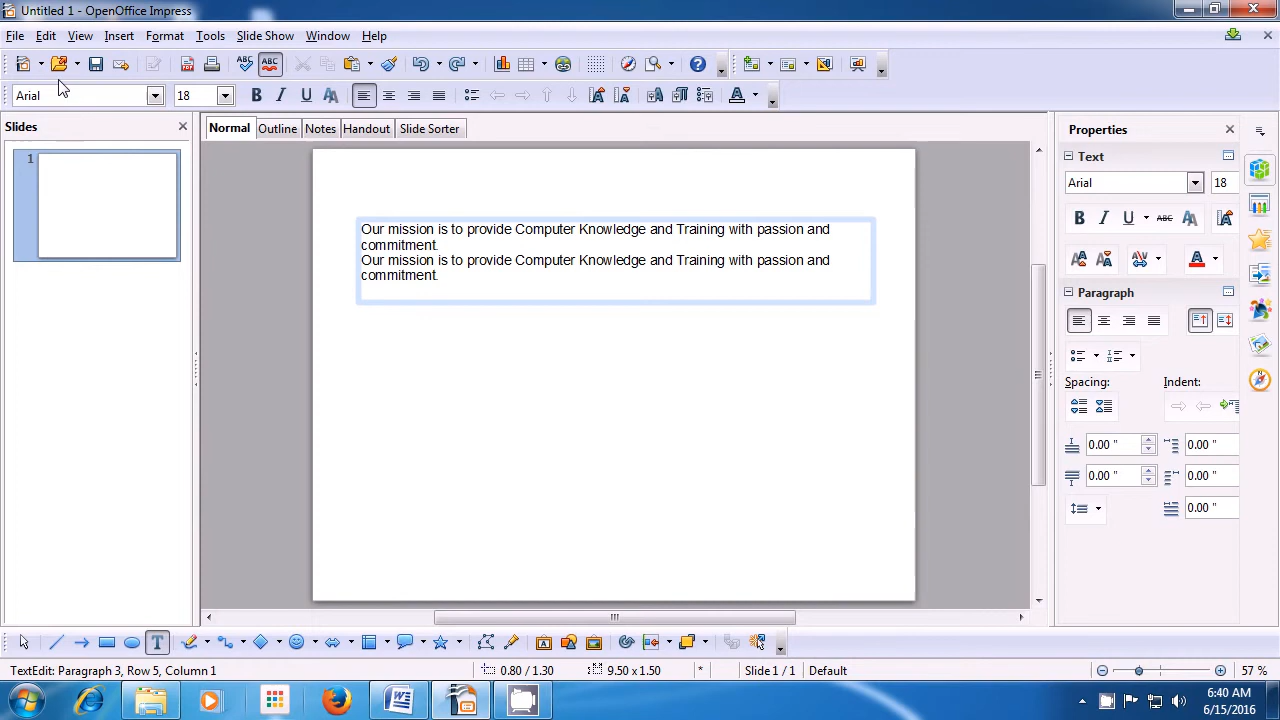 Untitled 1 - OpenOffice Impress
File Edit View Insert Format Tools Slide Show Window Help
Arial 18
Slides
Normal Outline Notes Handout Slide Sorter
1
Our mission is to provide Computer Knowledge and Training with passion and
commitment.
Our mission is to provide Computer Knowledge and Training with passion and
commitment.
Properties
Text
Arial 18
ABC
Paragraph
Spacing: Indent:
0.00 " 0.00 "
0.00 " 0.00 "
0.00 "
TextEdit: Paragraph 3, Row 5, Column 1 0.80 / 1.30 9.50 x 1.50 * Slide 1 / 1 Default 57 %
6:40 AM
6/15/2016